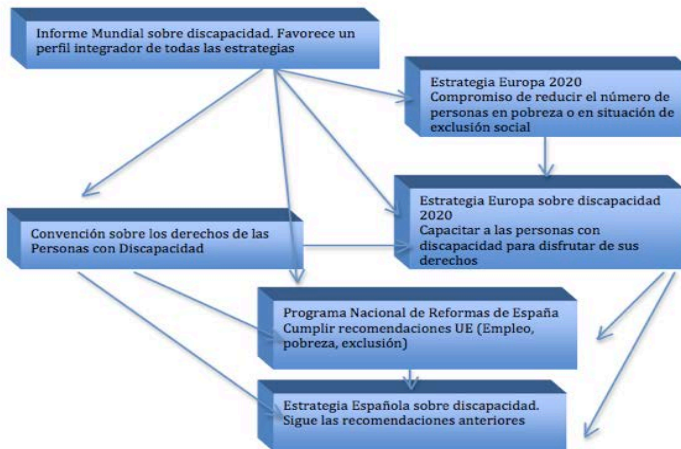 Informe Mundial sobre discapacidad. Favorece un
perfil integrador de todas las estrategias
Estrategia Europa 2020
Compromiso de reducir el número de
personas en pobreza o en situación de
exclusión social
Estrategia Europa sobre discapacidad
2020
Capacitar a las personas con
discapacidad para disfrutar de sus
derechos
Convención sobre los derechos de las
Personas con Discapacidad
Programa Nacional de Reformas de España
Cumplir recomendaciones UE (Empleo,
pobreza, exclusión)
Estrategia Española sobre discapacidad.
Sigue las recomendaciones anteriores